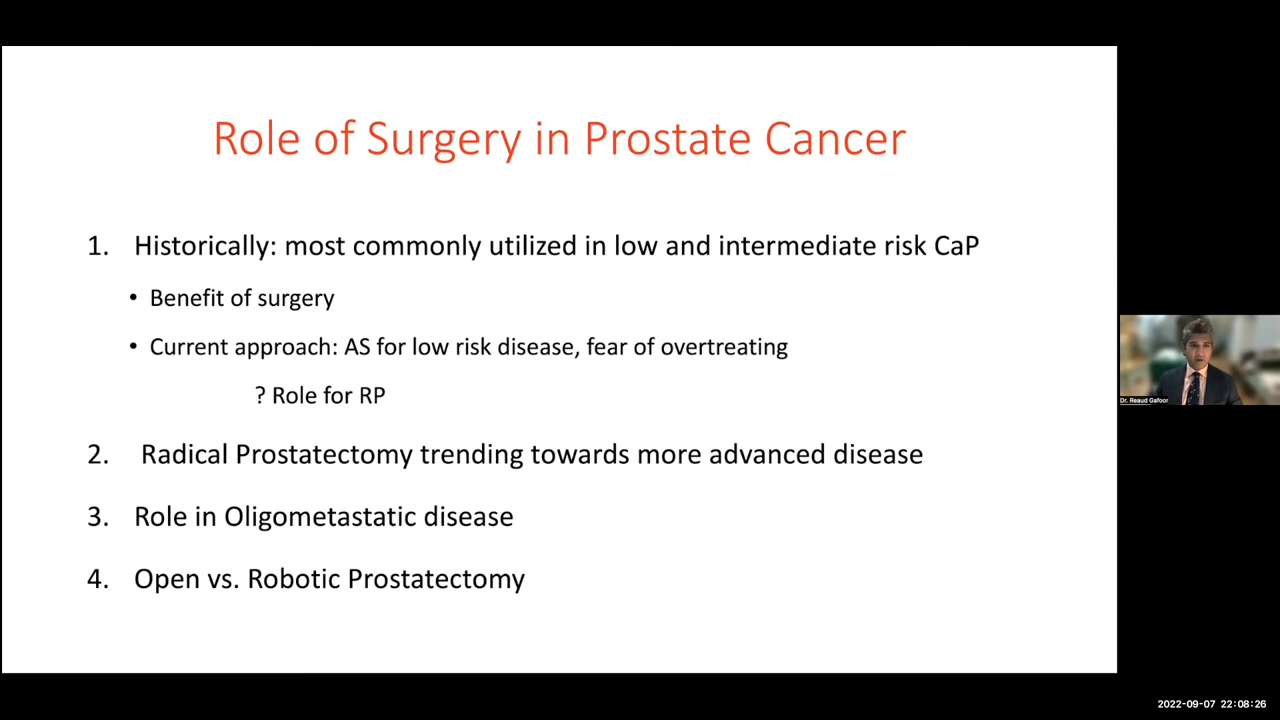 Role of Surgery in Prostate Cancer
1. Historically: most commonly utilized in low and intermediate risk CaP
• Benefit of surgery
• Current approach: AS for low risk disease, fear of overtreating
? Role for RP
2. Radical Prostatectomy trending towards more advanced disease
3. Role in Oligometastatic disease
4. Open vs. Robotic Prostatectomy
Dr. Reaud Gafoor
2022-09-07 22:08:26